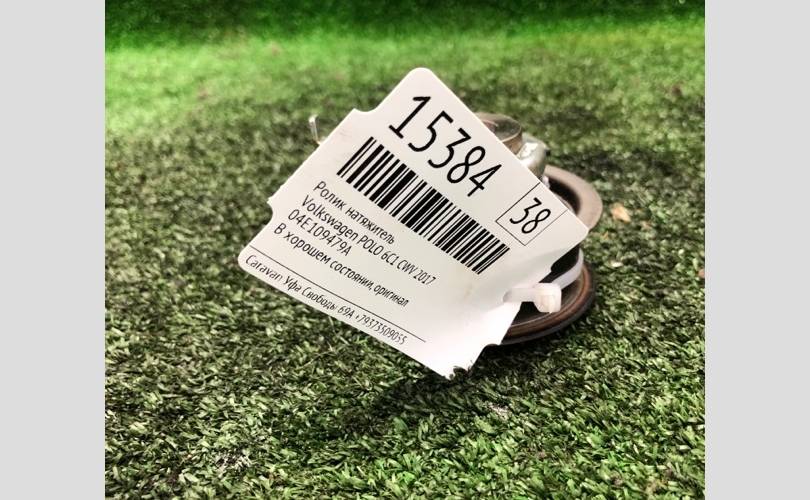 15384
38
Ролик натяжитель
Volkswagen POLO 6C1 CWV 2017
04E109479A
В хорошем состоянии, оригинал
Caravan Уфа Свободы 69А +79373509055